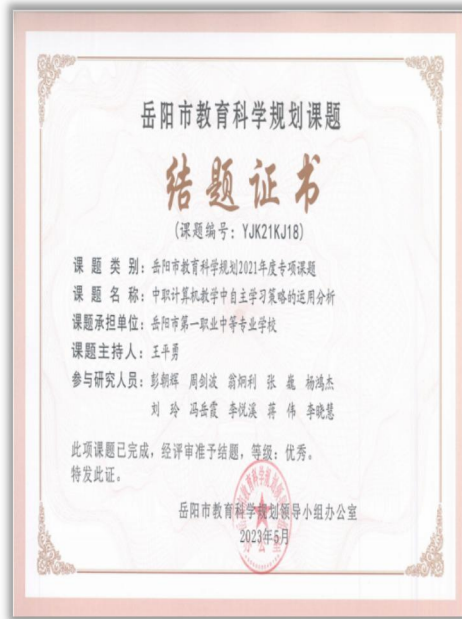 岳阳市教育科学规划课题
结题证书
(课题编号：YJK21KJ18)
课题类别：岳阳市教育科学规划2021年度专项课题
课题名称：中职计算机教学中自主学习策略的运用分析
课题承担单位：岳阳市第一职业中等专业学校
课题主持人：王平勇
参与研究人员：彭朝辉 周剑波 翁炯利 张巍 杨鸿杰
刘玲 冯岳霞 李悦溪 蒋伟 李晓慧
此项课题已完成，经评审准予结题，等级：优秀。
特发此证。
岳阳市教育科学规划领导小组办公室
2023年5月